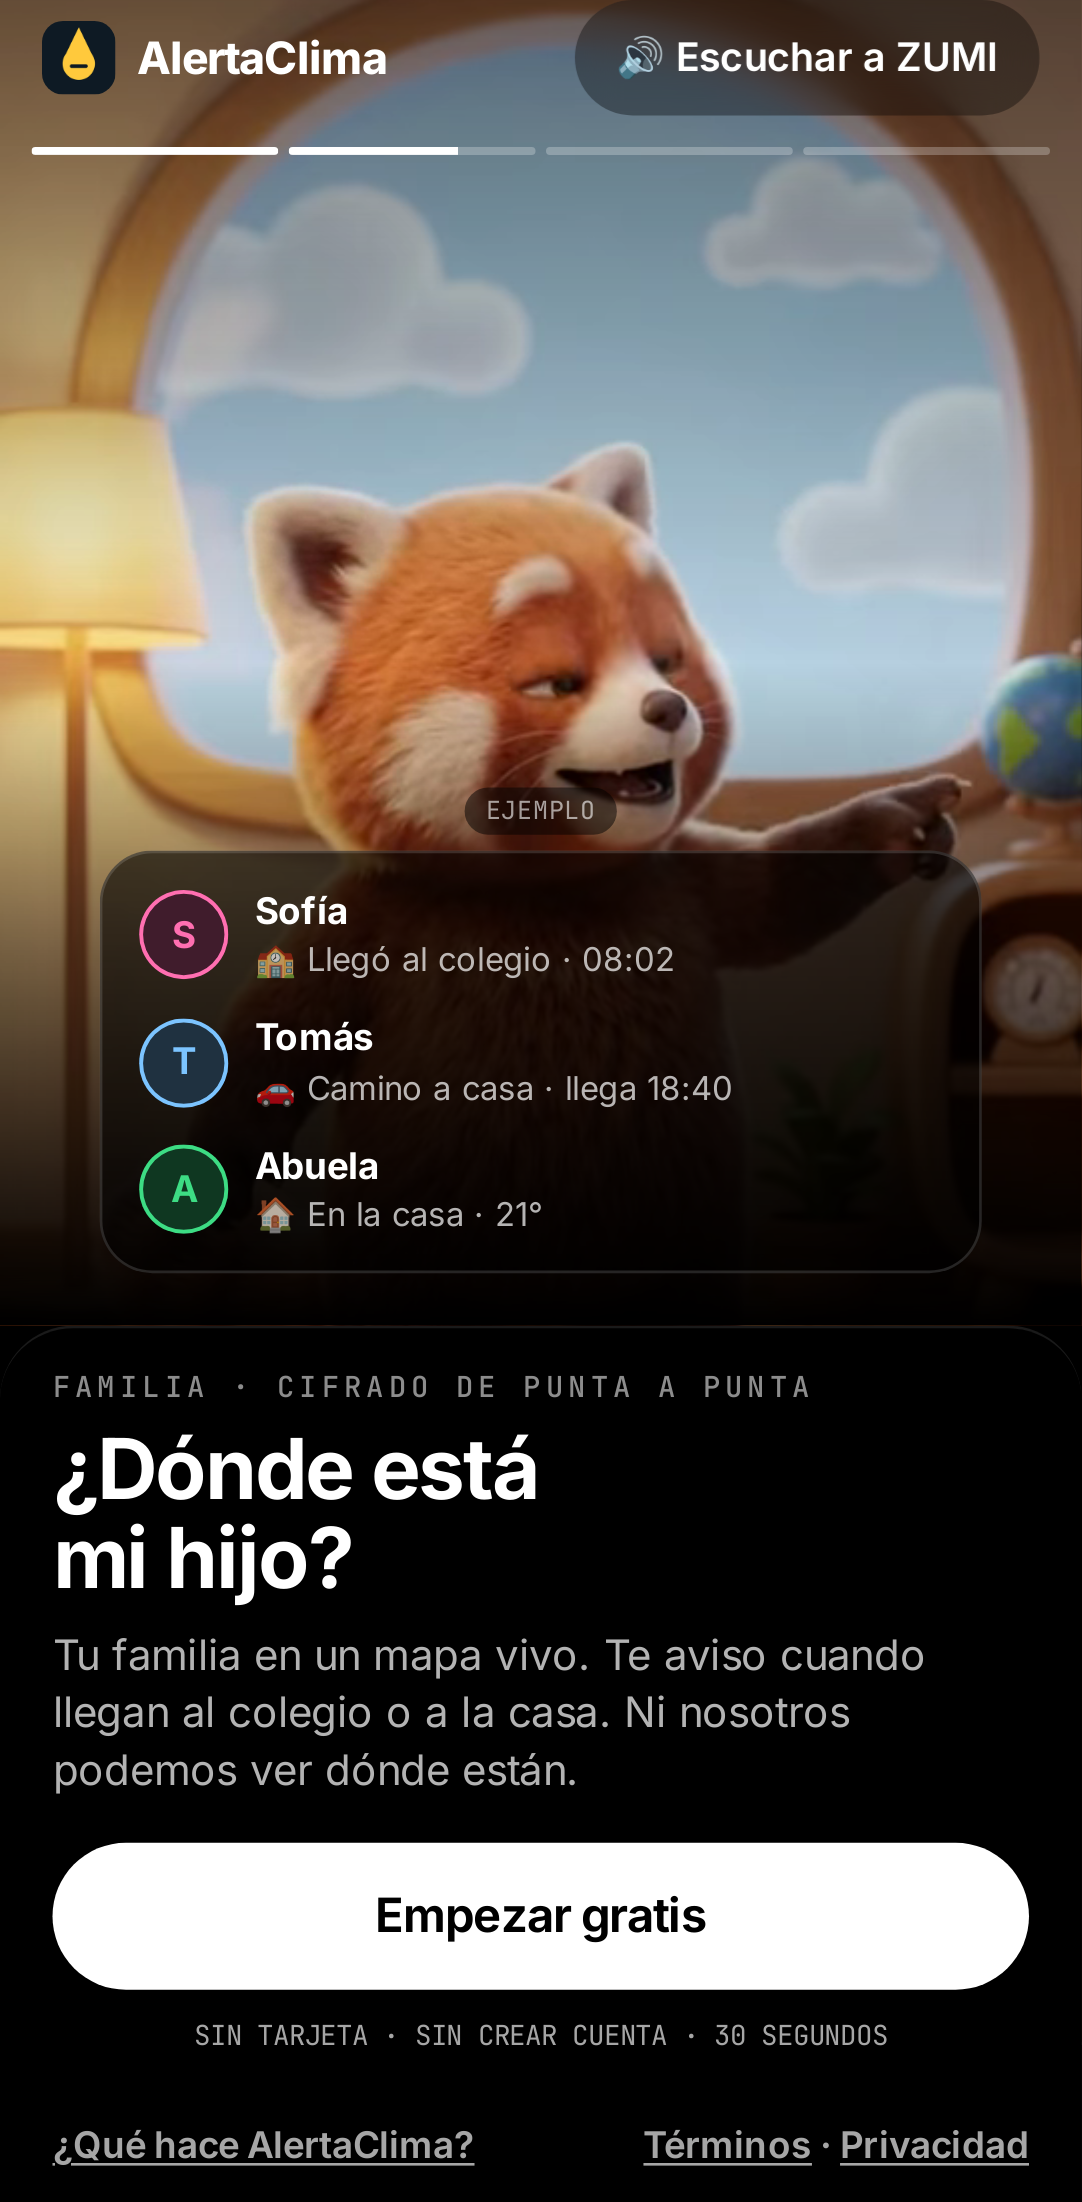 AlertaClima
🔊 Escuchar a ZUMI
EJEMPLO
S
Sofía
🏫 Llegó al colegio · 08:02
T
Tomás
🚗 Camino a casa · llega 18:40
A
Abuela
🏠 En la casa · 21°
FAMILIA · CIFRADO DE PUNTA A PUNTA
¿Dónde está
mi hijo?
Tu familia en un mapa vivo. Te aviso cuando
llegan al colegio o a la casa. Ni nosotros
podemos ver dónde están.
Empezar gratis
SIN TARJETA · SIN CREAR CUENTA · 30 SEGUNDOS
¿Qué hace AlertaClima?
Términos · Privacidad